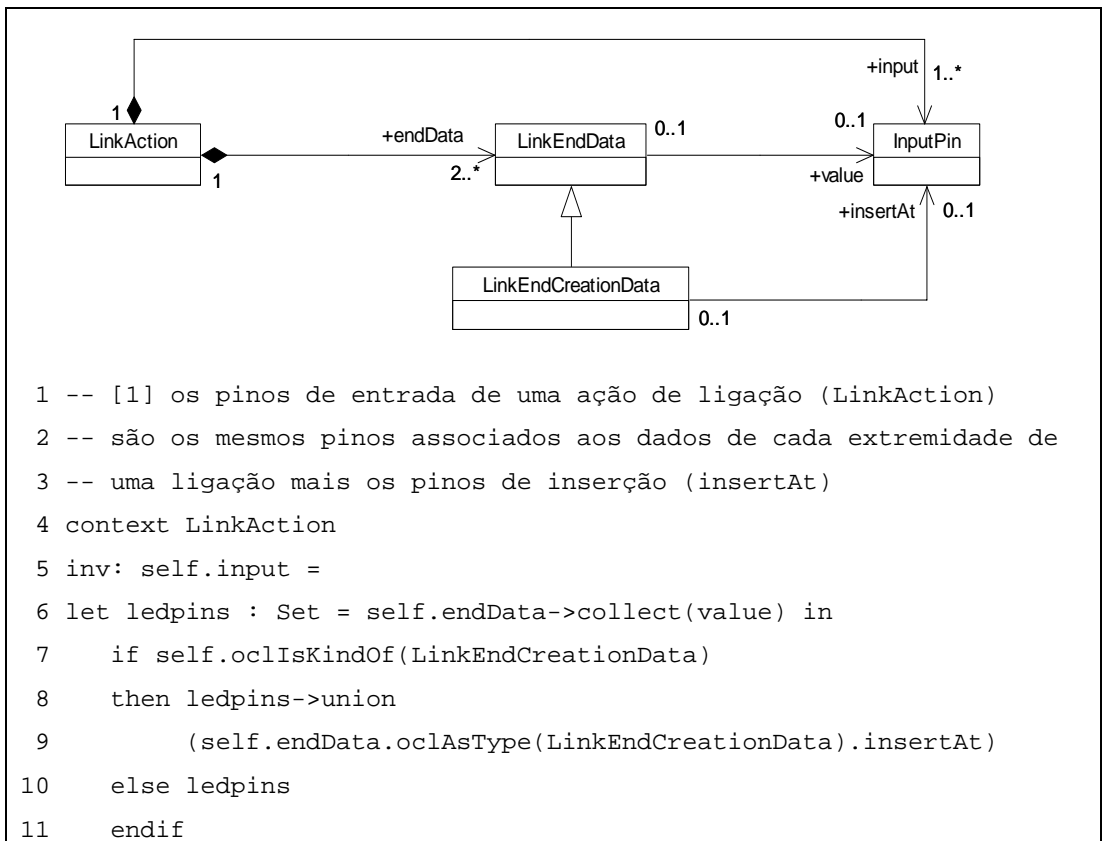 +input
1..*
1
LinkAction
+endData
LinkEndData
0..1
0..1
InputPin
1
2..*
+value
+insertAt
0..1
LinkEndCreationData
0..1
1 -- [1] os pinos de entrada de uma ação de ligação (LinkAction)
2 -- são os mesmos pinos associados aos dados de cada extremidade de
3 -- uma ligação mais os pinos de inserção (insertAt)
4 context LinkAction
5 inv: self.input =
6 let ledpins : Set = self.endData->collect(value) in
7 if self.oclIsKindOf(LinkEndCreationData)
8 then ledpins->union
9 (self.endData.oclAsType(LinkEndCreationData).insertAt)
10 else ledpins
11 endif